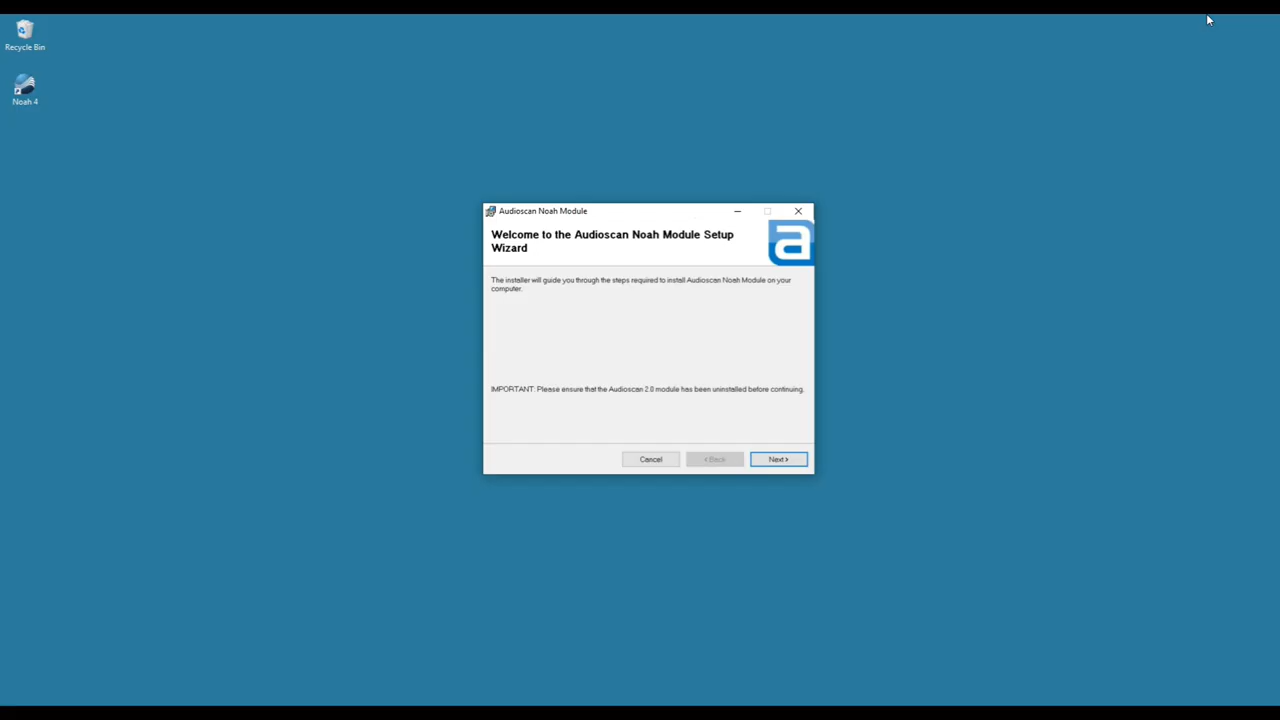 Recycle Bin
Noah 4
Audioscan Noah Module
Welcome to the Audioscan Noah Module Setup
Wizard
The installer will guide you through the steps required to install Audioscan Noah Module on your
computer.
IMPORTANT: Please ensure that the Audioscan 2.0 module has been uninstalled before continuing.
Cancel
< Back
Next >